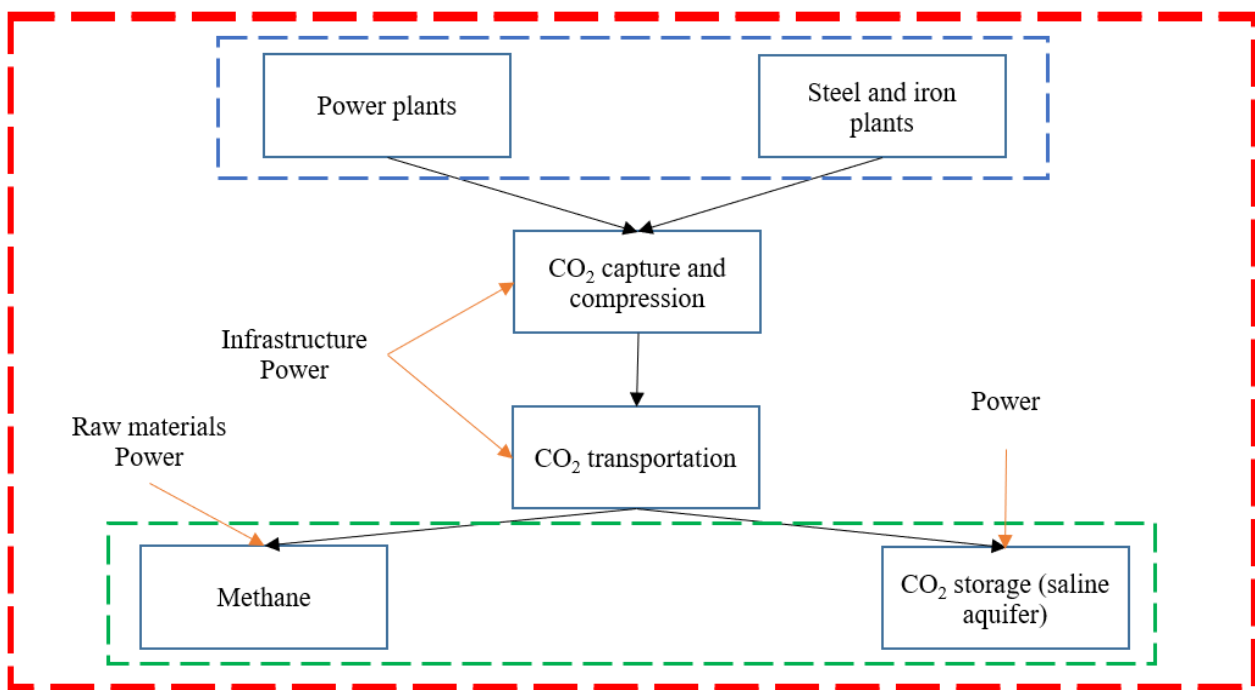 Power plants
Steel and iron
plants
CO₂ capture and
compression
Infrastructure
Power
Power
Raw materials
Power
CO₂ transportation
Methane
CO₂ storage (saline
aquifer)